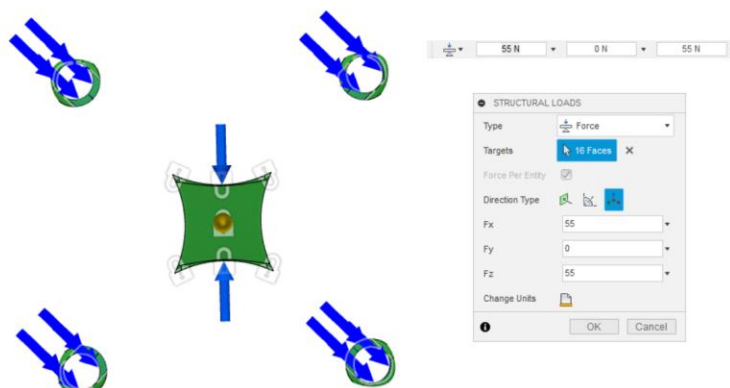 55 N 0 N 55 N
STRUCTURAL LOADS
Type Force
Targets 16 Faces
Force Per Entity
Direction Type
Fx 55
Fy 0
Fz 55
Change Units
OK Cancel